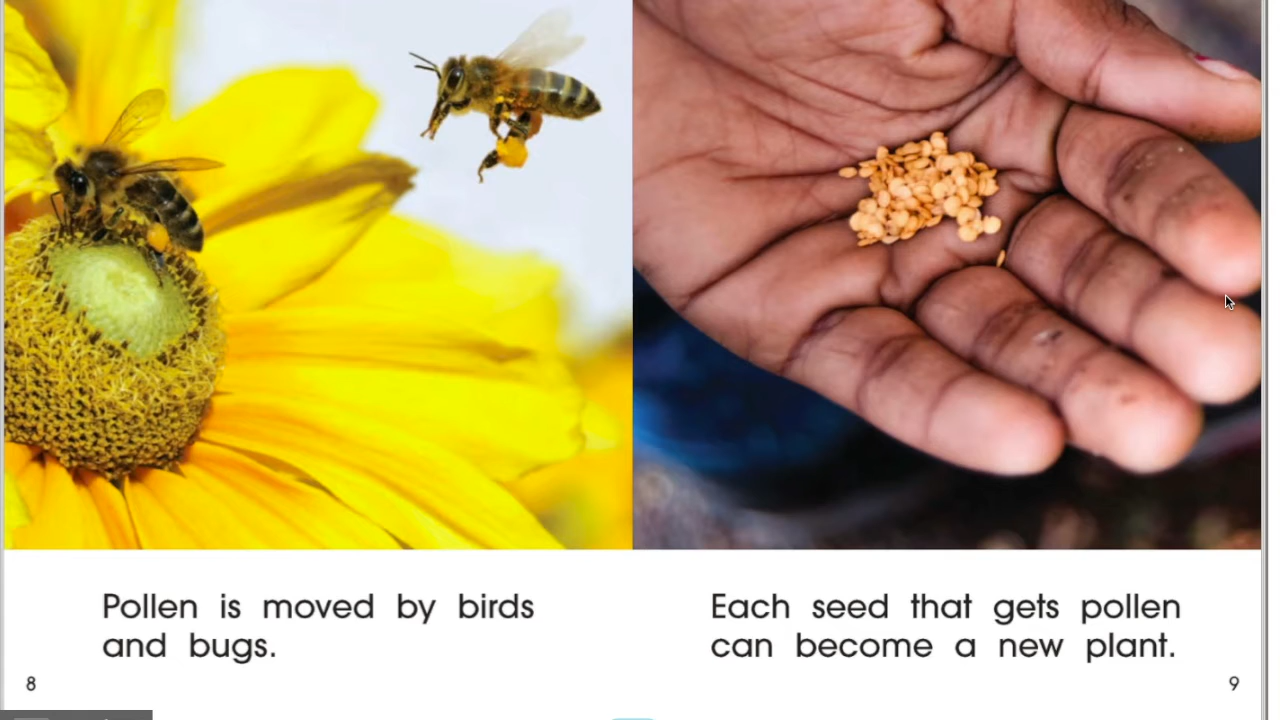 Pollen is moved by birds
and bugs.
8
Each seed that gets pollen
can become a new plant.
9